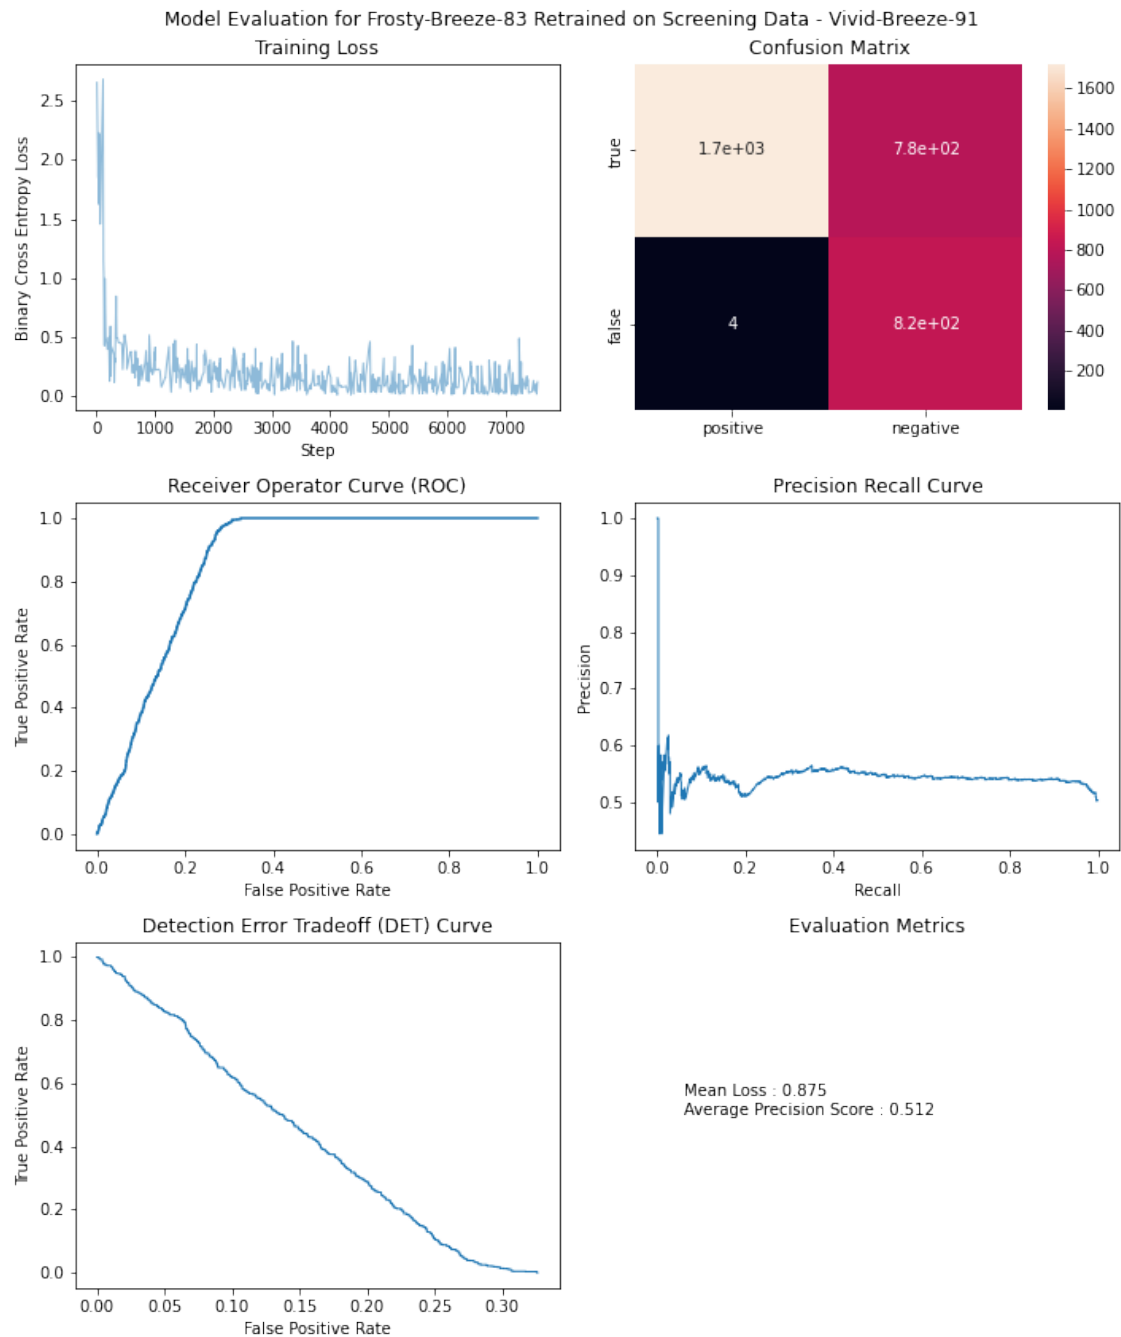 Model Evaluation for Frosty-Breeze-83 Retrained on Screening Data - Vivid-Breeze-91
Training Loss
Binary Cross Entropy Loss
2.5
2.0
1.5
1.0
0.5
0.0
0 1000 2000 3000 4000 5000 6000 7000
Step
Confusion Matrix
true
false
1.7e+03 7.8e+02
4 8.2e+02
positive negative
1600
1400
1200
1000
800
600
400
200
Receiver Operator Curve (ROC)
True Positive Rate
1.0
0.8
0.6
0.4
0.2
0.0
0.0 0.2 0.4 0.6 0.8 1.0
False Positive Rate
Precision Recall Curve
Precision
1.0
0.9
0.8
0.7
0.6
0.5
0.0 0.2 0.4 0.6 0.8 1.0
Recall
Detection Error Tradeoff (DET) Curve
True Positive Rate
1.0
0.8
0.6
0.4
0.2
0.0
0.00 0.05 0.10 0.15 0.20 0.25 0.30
False Positive Rate
Evaluation Metrics
Mean Loss : 0.875
Average Precision Score : 0.512